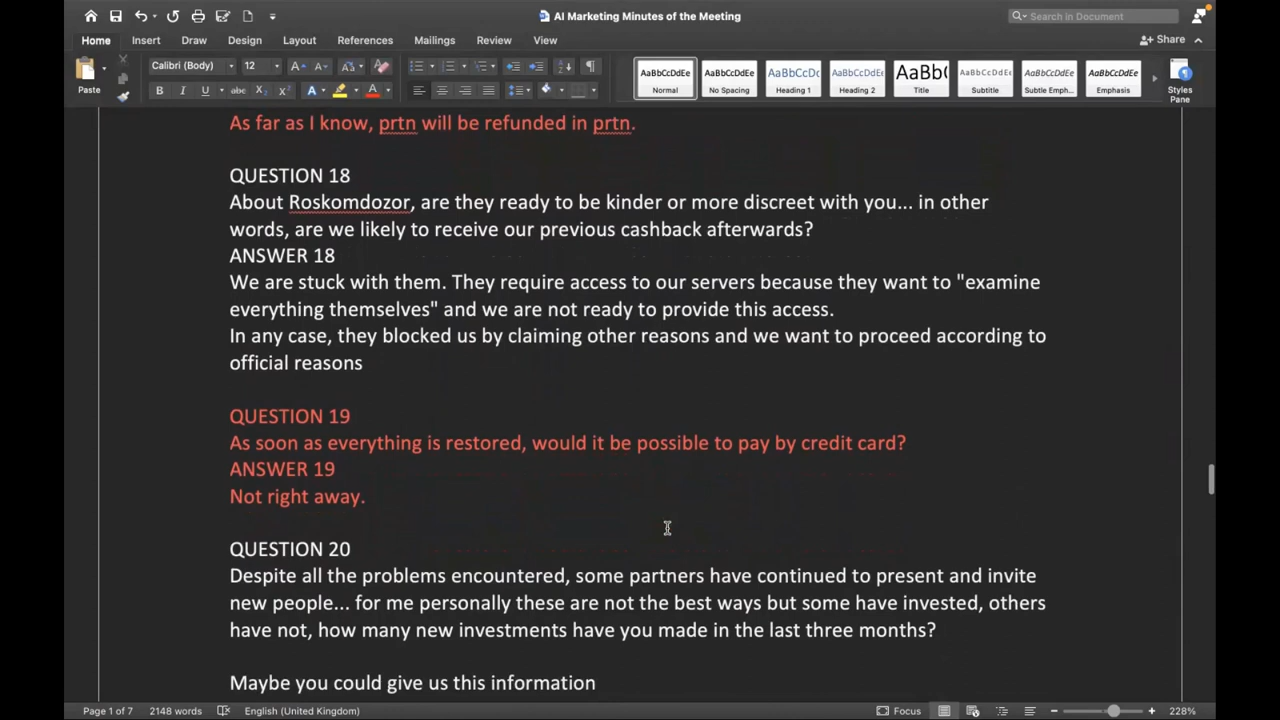 AI Marketing Minutes of the Meeting
Search in Document
Home Insert Draw Design Layout References Mailings Review View
Share
Paste
Calibri (Body) 12
AaBbCcDdEe AaBbCcDdEe AaBbCcDc AaBbCcDdEe AaBb( AaBbCcDdEe AaBbCcDdEe AaBbCcDdEe
Normal No Spacing Heading 1 Heading 2 Title Subtitle Subtle Emph... Emphasis
Styles
Pane
As far as I know, prtn will be refunded in prtn.
QUESTION 18
About Roskomdozor, are they ready to be kinder or more discreet with you... in other
words, are we likely to receive our previous cashback afterwards?
ANSWER 18
We are stuck with them. They require access to our servers because they want to "examine
everything themselves" and we are not ready to provide this access.
In any case, they blocked us by claiming other reasons and we want to proceed according to
official reasons
QUESTION 19
As soon as everything is restored, would it be possible to pay by credit card?
ANSWER 19
Not right away.
QUESTION 20
Despite all the problems encountered, some partners have continued to present and invite
new people... for me personally these are not the best ways but some have invested, others
have not, how many new investments have you made in the last three months?
Maybe you could give us this information
Page 1 of 7 2148 words English (United Kingdom) Focus 228%